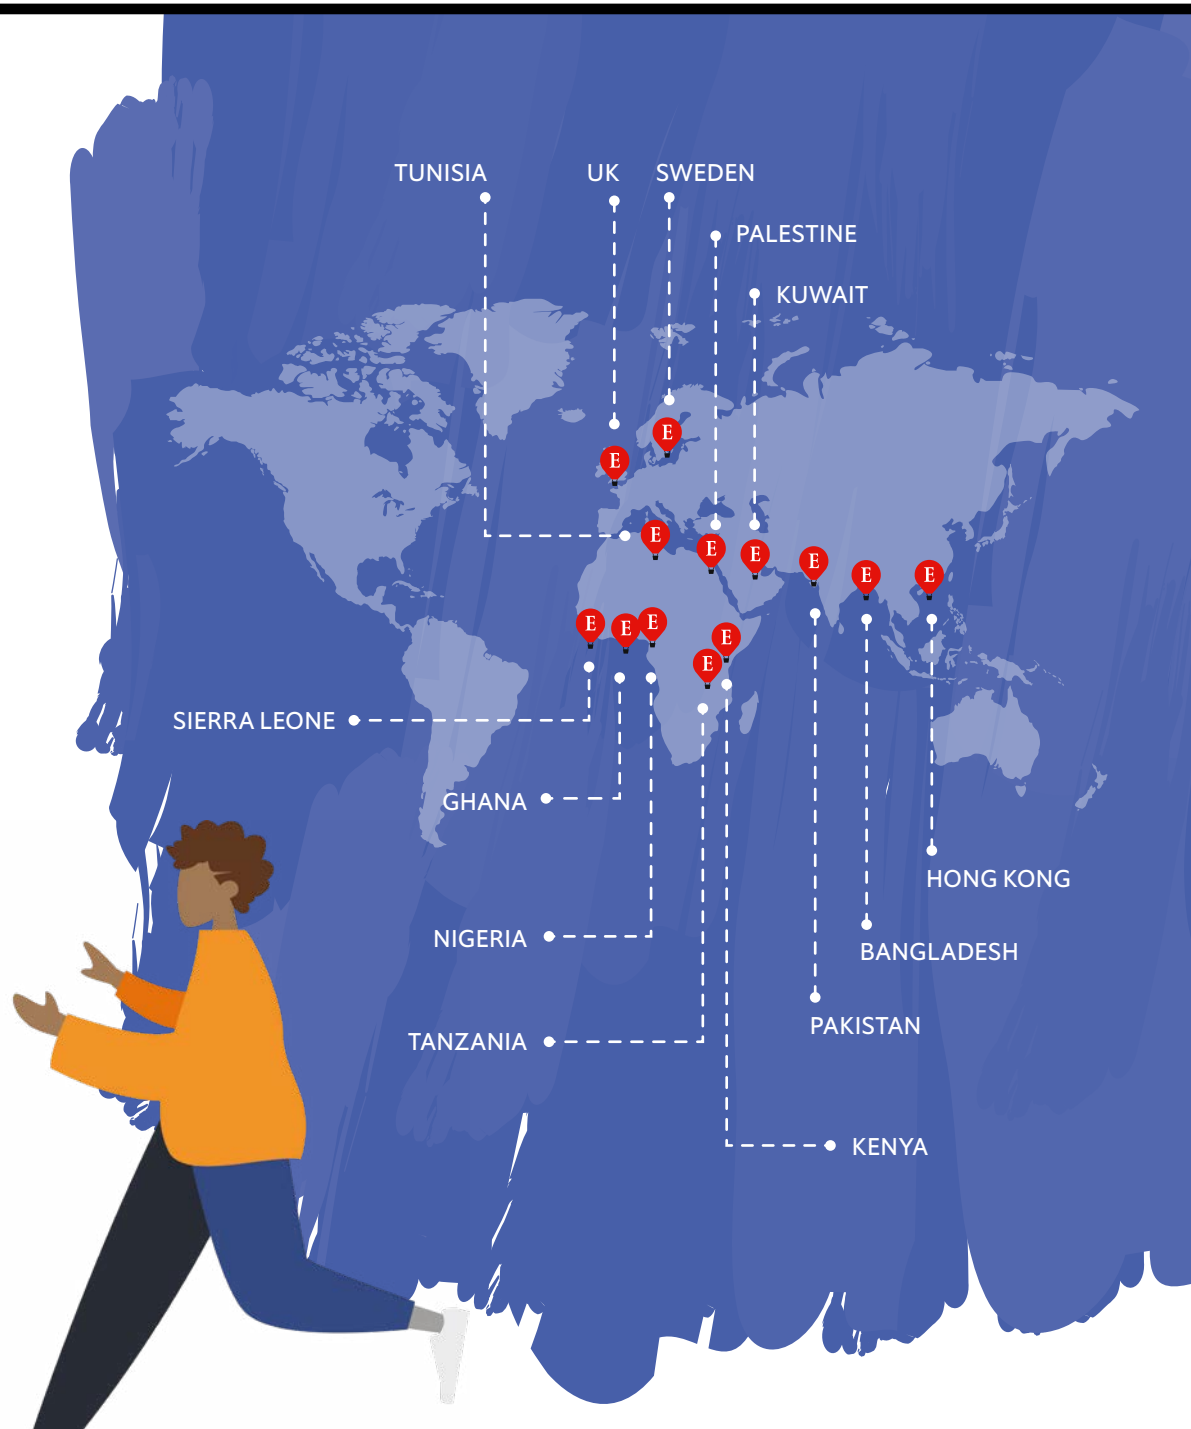 TUNISIA
UK
SWEDEN
PALESTINE
KUWAIT
E
E
E
E
E
E
E
E
E
E
E
E
E
SIERRA LEONE
GHANA
HONG KONG
NIGERIA
BANGLADESH
PAKISTAN
TANZANIA
KENYA